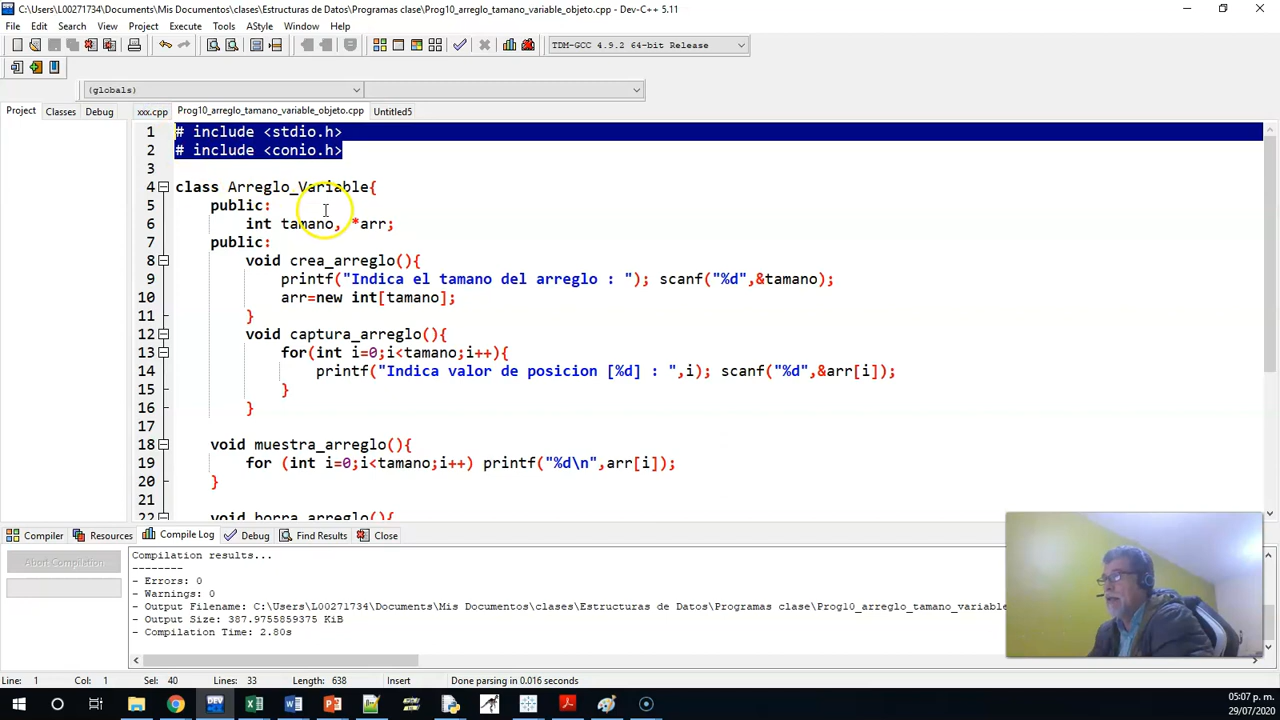 C:\Users\L00271734\Documents\Mis Documentos\clases\Estructuras de Datos\Programas clase\Prog10_arreglo_tamano_variable_objeto.cpp - Dev-C++ 5.11
File Edit Search View Project Execute Tools AStyle Window Help
TDM-GCC 4.9.2 64-bit Release
(globals)
Project Classes Debug xxx.cpp Prog10_arreglo_tamano_variable_objeto.cpp Untitled5
1 # include <stdio.h>
2 # include <conio.h>
3
4 class Arreglo_Variable{
5 public:
6 int tamano, *arr;
7 public:
8 void crea_arreglo(){
9 printf("Indica el tamano del arreglo : "); scanf("%d",&tamano);
10 arr=new int[tamano];
11 }
12 void captura_arreglo(){
13 for(int i=0;i<tamano;i++){
14 printf("Indica valor de posicion [%d] : ",i); scanf("%d",&arr[i]);
15 }
16 }
17
18 void muestra_arreglo(){
19 for (int i=0;i<tamano;i++) printf("%d\n",arr[i]);
20 }
21
22 void borra_arreglo(){
Compiler Resources Compile Log Debug Find Results Close
Abort Compilation
Compilation results...
--------
- Errors: 0
- Warnings: 0
- Output Filename: C:\Users\L00271734\Documents\Mis Documentos\clases\Estructuras de Datos\Programas clase\Prog10_arreglo_tamano_variable
- Output Size: 387.9755859375 KiB
- Compilation Time: 2.80s
Line: 1 Col: 1 Sel: 40 Lines: 33 Length: 638 Insert Done parsing in 0.016 seconds
DEV
05:07 p. m.
29/07/2020